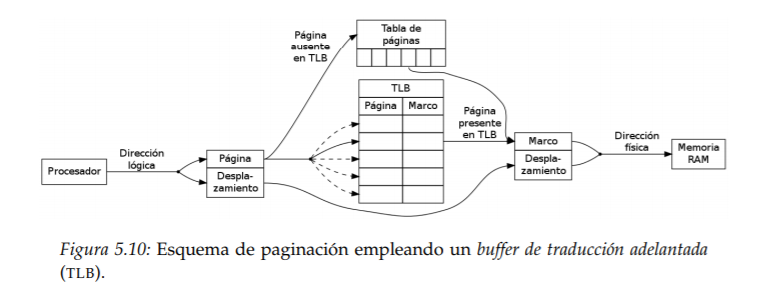 Tabla de
páginas
Página
ausente
en TLB
TLB
Página Marco
Página
presente
en TLB
Procesador
Dirección
lógica
Página
Despla-
zamiento
Marco
Despla-
zamiento
Dirección
física
Memoria
RAM
Figura 5.10: Esquema de paginación empleando un buffer de traducción adelantada
(TLB).